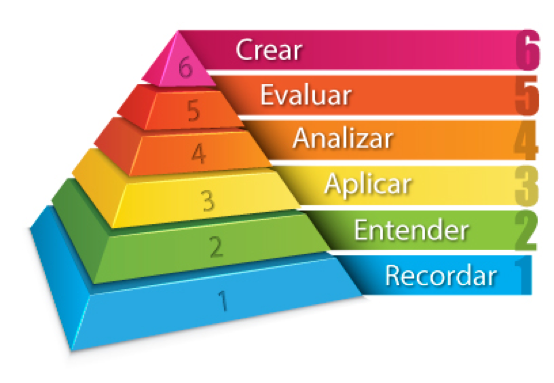 6 Crear 6
5 Evaluar 5
4 Analizar 4
3 Aplicar 3
2 Entender 2
1 Recordar 1